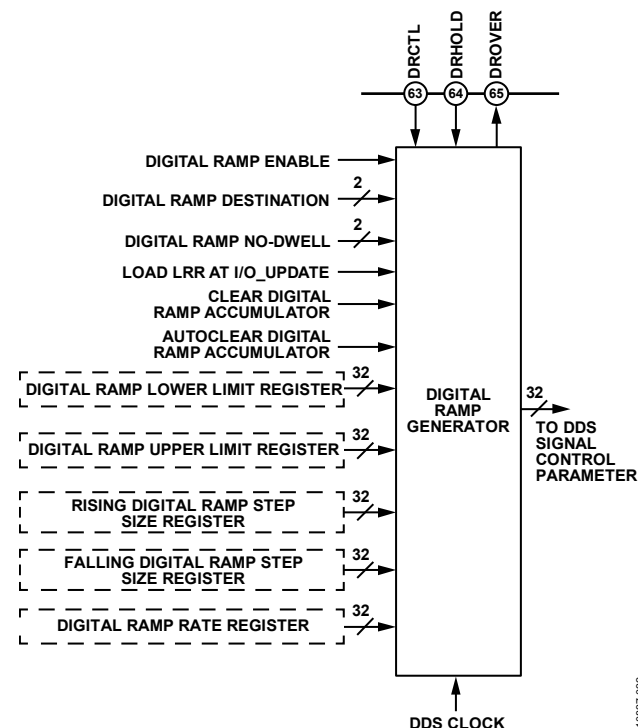 DRCTL
DRHOLD
DROVER
63
64
65
DIGITAL RAMP ENABLE
2
DIGITAL RAMP DESTINATION
2
DIGITAL RAMP NO-DWELL
LOAD LRR AT I/O_UPDATE
CLEAR DIGITAL
RAMP ACCUMULATOR
AUTOCLEAR DIGITAL
RAMP ACCUMULATOR
32
DIGITAL RAMP LOWER LIMIT REGISTER
32
DIGITAL RAMP UPPER LIMIT REGISTER
32
RISING DIGITAL RAMP STEP
SIZE REGISTER
32
FALLING DIGITAL RAMP STEP
SIZE REGISTER
32
DIGITAL RAMP RATE REGISTER
DIGITAL
RAMP
GENERATOR
32
TO DDS
SIGNAL
CONTROL
PARAMETER
DDS CLOCK